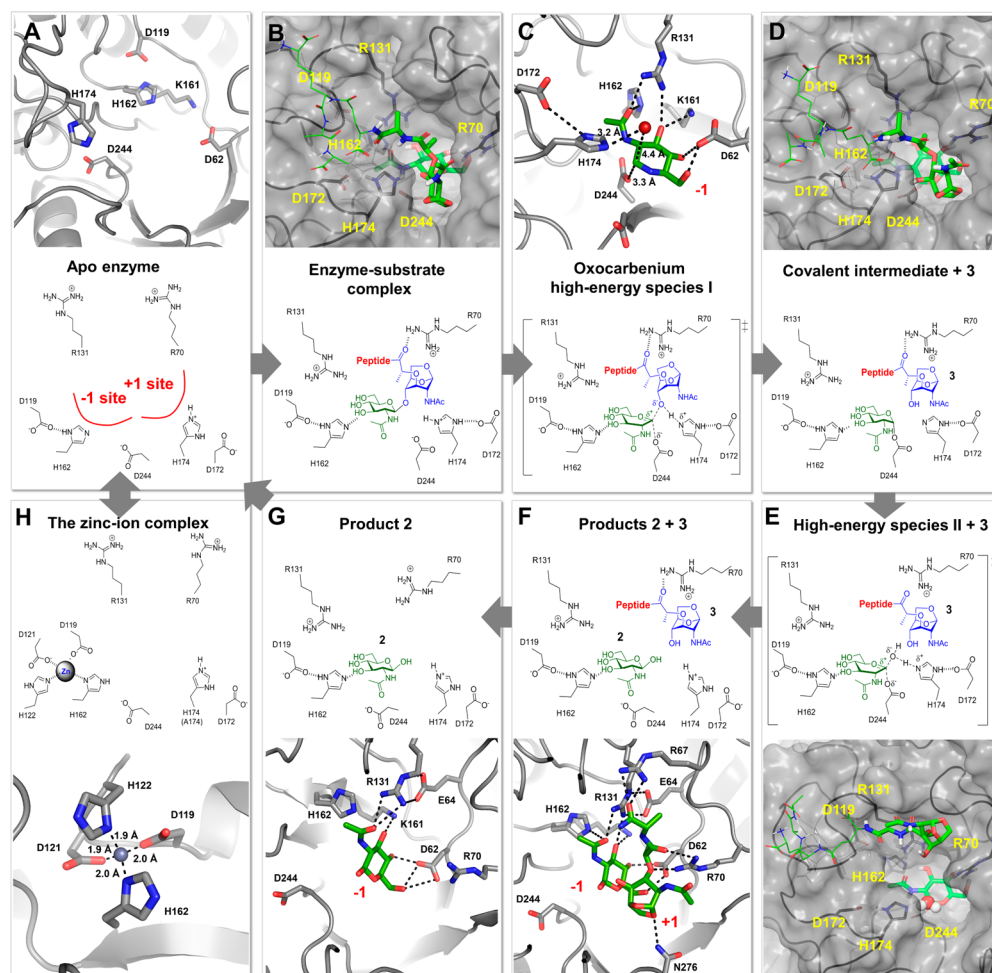 A
D119
H174
H162
K161
D244
D62
Apo enzyme
NH₂
H₂N
⊕
NH
R131
NH₂
H₂N
⊕
NH
R70
+1 site
-1 site
D119
H162
D244
H174
D172
B
R131
D119
R70
H162
D172
H174
D244
Enzyme-substrate
complex
R70
R131
Peptide
NHAc
D119
H162
D244
H174
D172
C
R131
D172
H162
K161
3.2 Å
4.4 Å
H174
D62
D244
3.3 Å
-1
Oxocarbenium
high-energy species I
‡
R70
R131
Peptide
NHAc
D119
H162
D244
H174
D172
D
R131
D119
R70
H162
D172
H174
D244
Covalent intermediate + 3
R70
R131
Peptide
3
NHAc
D119
H162
D244
H174
D172
H
The zinc-ion complex
NH₂
H₂N
⊕
NH
R131
R70
D121
D119
Zn
H122
H162
D244
H174
(A174)
D172
H122
D121
D119
1.9 Å
1.9 Å
2.0 Å
2.0 Å
H162
G
Product 2
R131
R70
2
D119
H162
D244
H174
D172
R131
E64
H162
K161
D62
R70
D244
-1
F
Products 2 + 3
R131
R70
Peptide
3
2
NHAc
D119
H162
D244
H174
D172
R67
R131
E64
H162
D62
R70
-1
D244
+1
N276
E
High-energy species II + 3
R70
R131
Peptide
3
NHAc
D119
H162
D244
H174
D172
R131
D119
R70
H162
D172
H174
D244